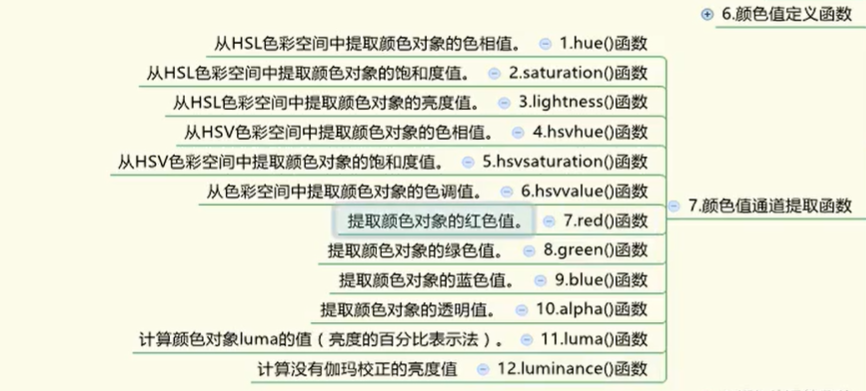 6.颜色值定义函数
从HSL色彩空间中提取颜色对象的色相值。 1.hue()函数
从HSL色彩空间中提取颜色对象的饱和度值。 2.saturation()函数
从HSL色彩空间中提取颜色对象的亮度值。 3.lightness()函数
从HSV色彩空间中提取颜色对象的色相值。 4.hsvhue()函数
从HSV色彩空间中提取颜色对象的饱和度值。 5.hsvsaturation()函数
从色彩空间中提取颜色对象的色调值。 6.hsvvalue()函数
7.颜色值通道提取函数
提取颜色对象的红色值。 7.red()函数
提取颜色对象的绿色值。 8.green()函数
提取颜色对象的蓝色值。 9.blue()函数
提取颜色对象的透明值。 10.alpha()函数
计算颜色对象luma的值（亮度的百分比表示法）。 11.luma()函数
计算没有伽玛校正的亮度值 12.luminance()函数